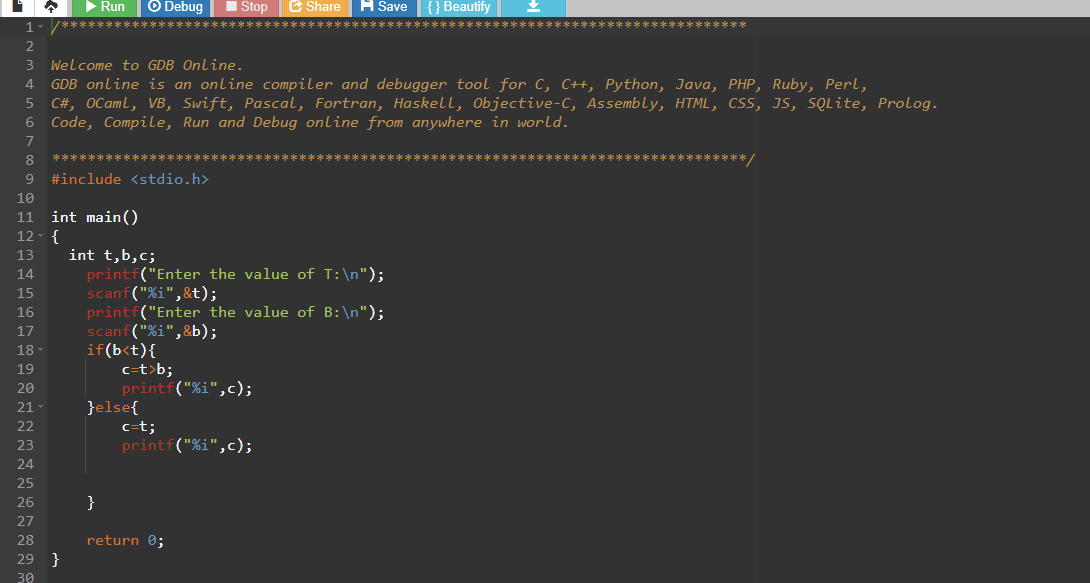 Run Debug Stop Share Save { } Beautify
1 /******************************************************************************
2
3 Welcome to GDB Online.
4 GDB online is an online compiler and debugger tool for C, C++, Python, Java, PHP, Ruby, Perl,
5 C#, OCaml, VB, Swift, Pascal, Fortran, Haskell, Objective-C, Assembly, HTML, CSS, JS, SQLite, Prolog.
6 Code, Compile, Run and Debug online from anywhere in world.
7
8 *******************************************************************************/
9 #include <stdio.h>
10
11 int main()
12 {
13   int t,b,c;
14     printf("Enter the value of T:\n");
15     scanf("%i",&t);
16     printf("Enter the value of B:\n");
17     scanf("%i",&b);
18     if(b<t){
19         c=t>b;
20         printf("%i",c);
21     }else{
22         c=t;
23         printf("%i",c);
24
25
26     }
27
28     return 0;
29 }
30